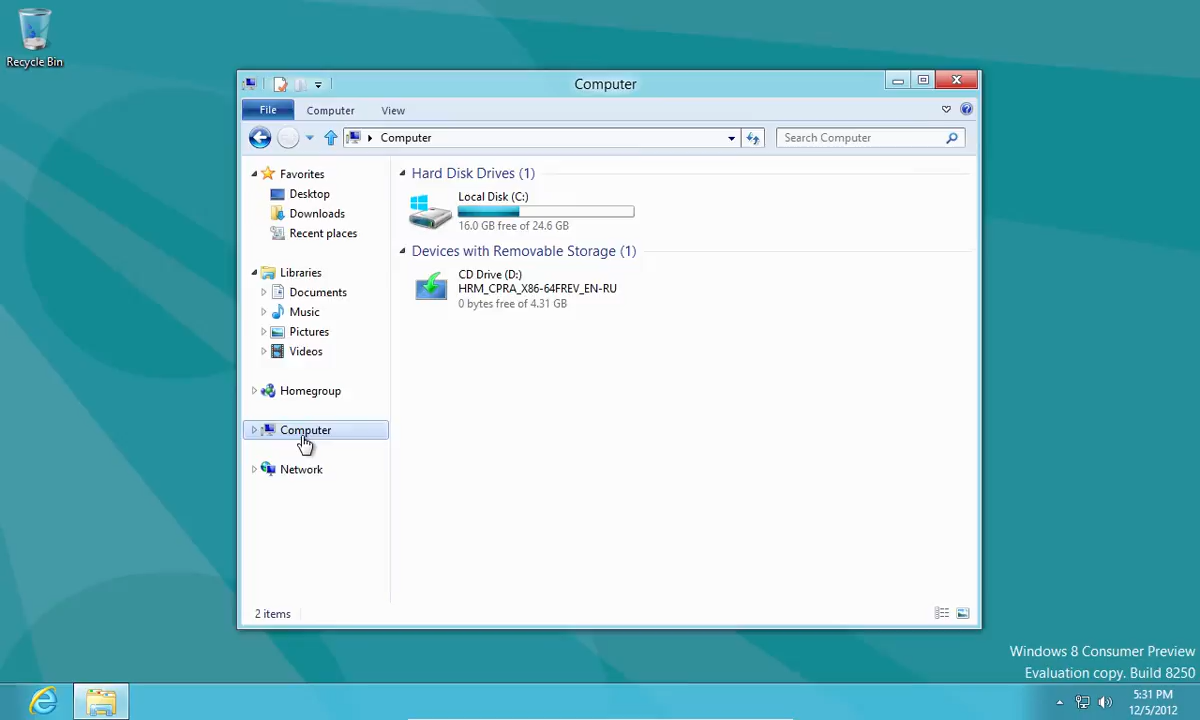 Recycle Bin
Computer
File
Computer
View
Computer
Search Computer
Favorites
Desktop
Downloads
Recent places
Libraries
Documents
Music
Pictures
Videos
Homegroup
Computer
Network
Hard Disk Drives (1)
Local Disk (C:)
16.0 GB free of 24.6 GB
Devices with Removable Storage (1)
CD Drive (D:)
HRM_CPRA_X86-64FREV_EN-RU
0 bytes free of 4.31 GB
2 items
Windows 8 Consumer Preview
Evaluation copy. Build 8250
5:31 PM
12/5/2012